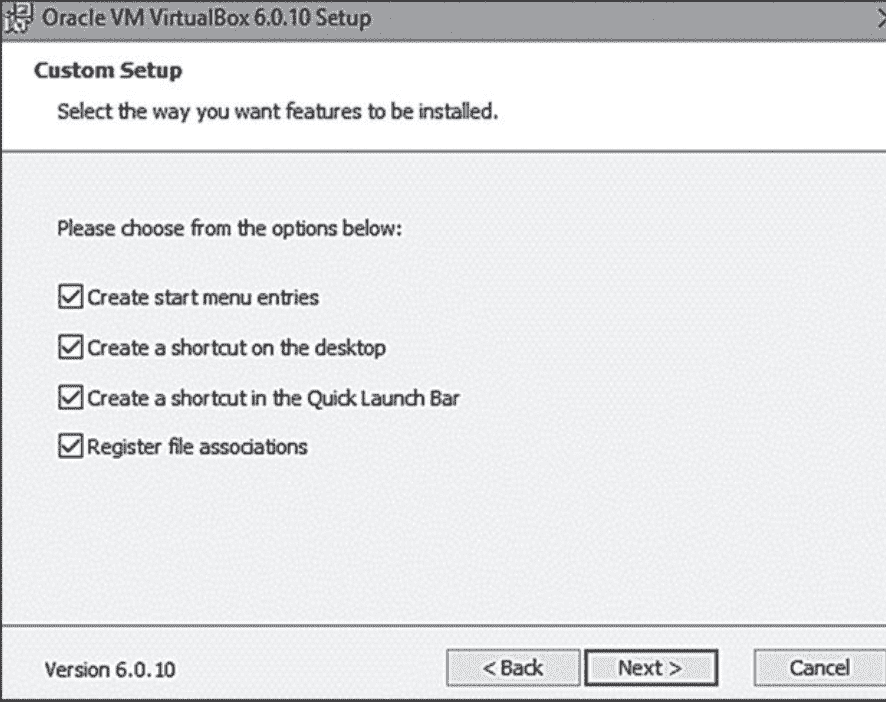 Oracle VM VirtualBox 6.0.10 Setup
Custom Setup
Select the way you want features to be installed.
Please choose from the options below:
Create start menu entries
Create a shortcut on the desktop
Create a shortcut in the Quick Launch Bar
Register file associations
Version 6.0.10
< Back
Next >
Cancel